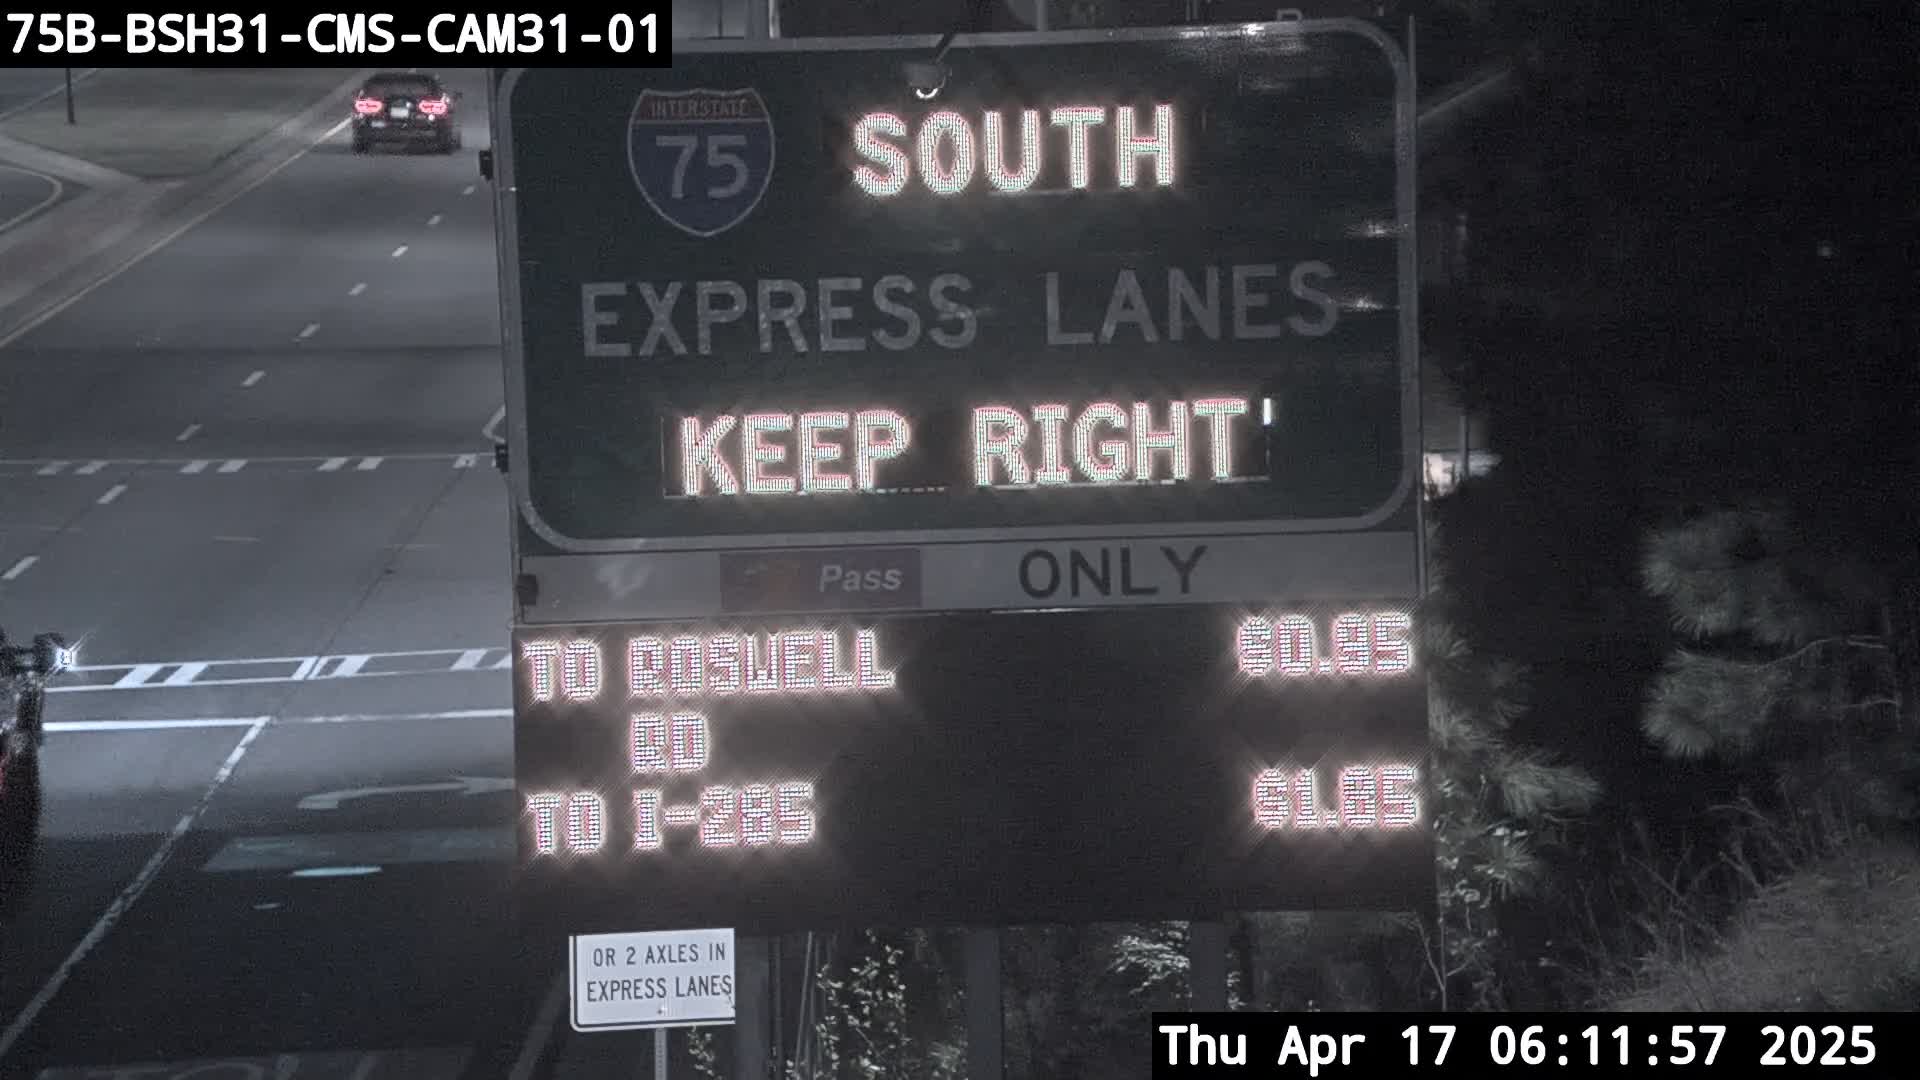 75B-BSH31-CMS-CAM31-01
INTERSTATE
75
SOUTH
EXPRESS LANES
KEEP RIGHT
Pass ONLY
TO ROSWELL $0.95
RD
TO I-285 $1.85
OR 2 AXLES IN
EXPRESS LANES
Thu Apr 17 06:11:57 2025